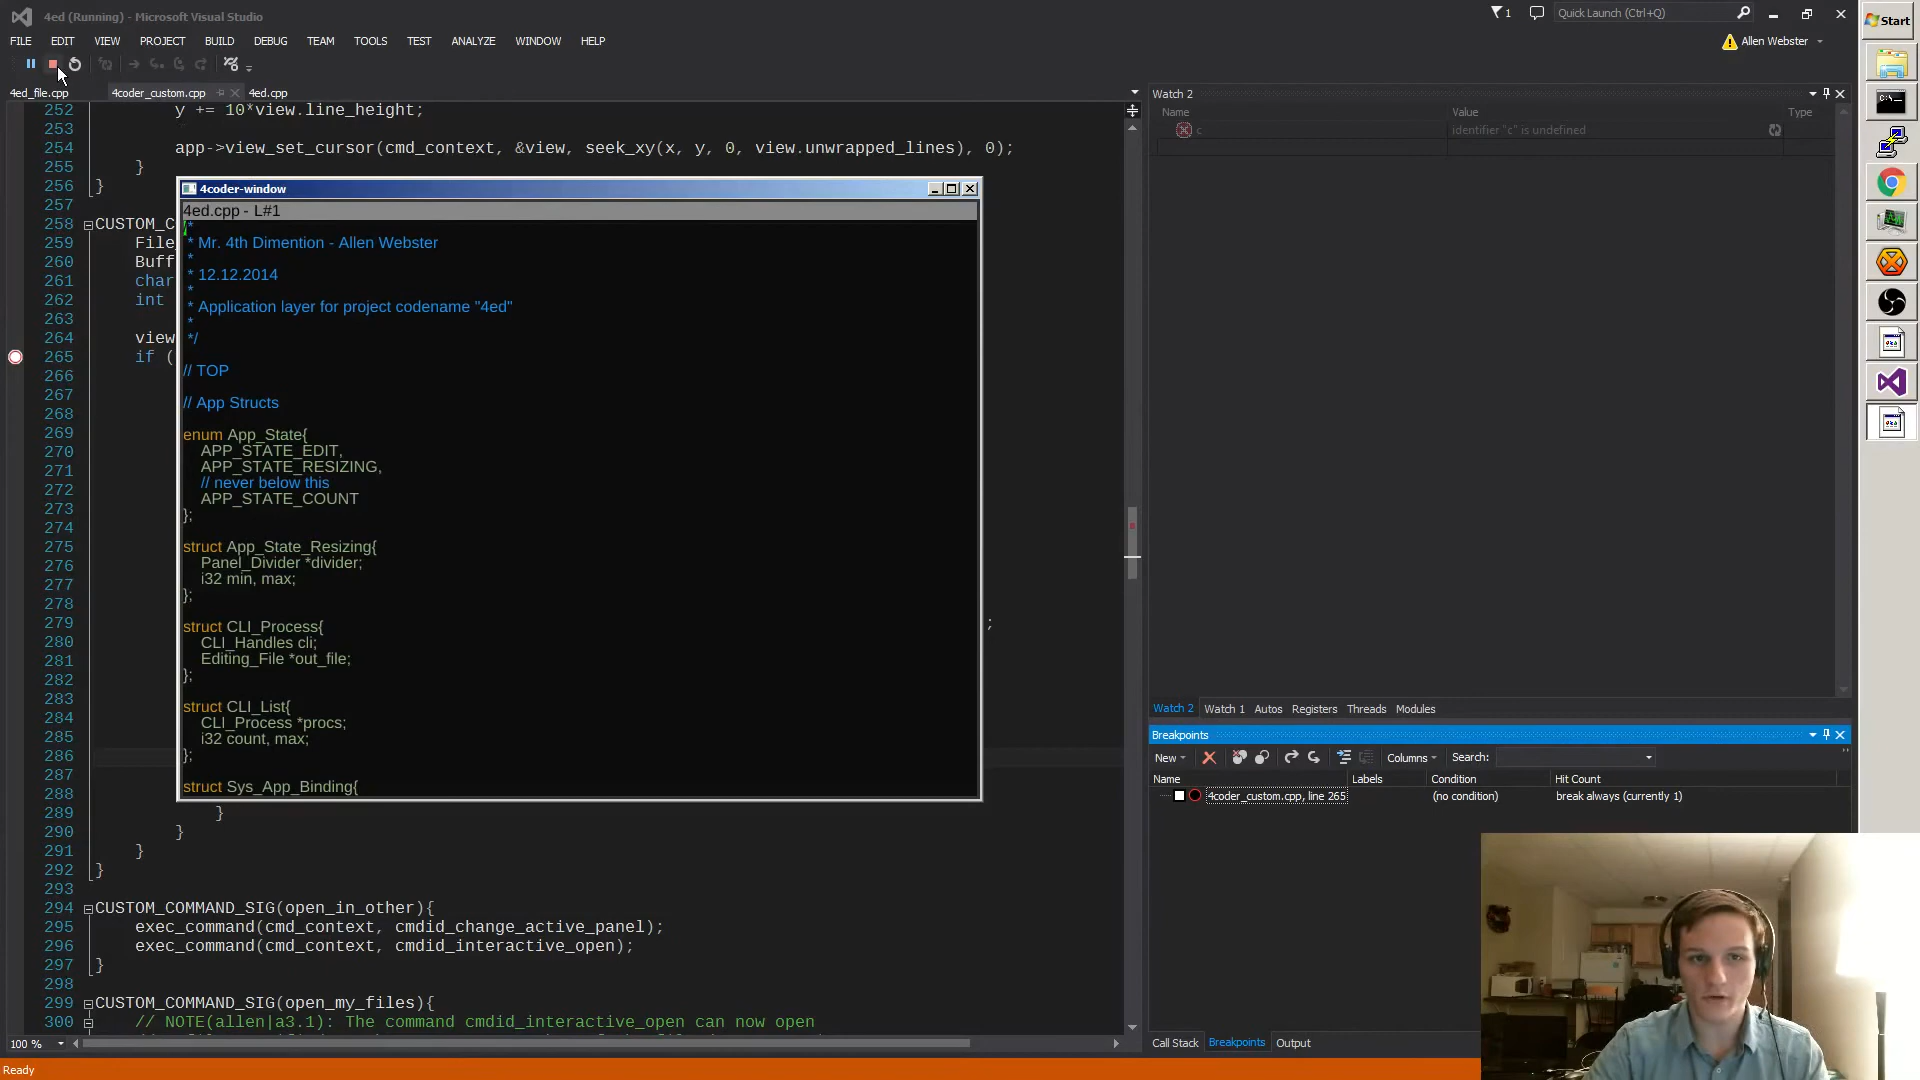 4ed (Running) - Microsoft Visual Studio
1
Quick Launch (Ctrl+Q)
Start
FILE EDIT VIEW PROJECT BUILD DEBUG TEAM TOOLS TEST ANALYZE WINDOW HELP
Allen Webster
4ed_file.cpp 4coder_custom.cpp 4ed.cpp
252 y += 10*view.line_height;
253
254 app->view_set_cursor(cmd_context, &view, seek_xy(x, y, 0, view.unwrapped_lines), 0);
255 }
256 }
257
258 CUSTOM_C
259 File
260 Buff
261 char
262 int
263
264 view
265 if (
266
267
268
269
270
271
272
273
274
275
276
277
278
279 ;
280
281
282
283
284
285
286
287
288
289 }
290 }
291 }
292 }
293
294 CUSTOM_COMMAND_SIG(open_in_other){
295 exec_command(cmd_context, cmdid_change_active_panel);
296 exec_command(cmd_context, cmdid_interactive_open);
297 }
298
299 CUSTOM_COMMAND_SIG(open_my_files){
300 // NOTE(allen|a3.1): The command cmdid_interactive_open can now open
100 %
Ready
4coder-window
4ed.cpp - L#1
/*
* Mr. 4th Dimention - Allen Webster
*
* 12.12.2014
*
* Application layer for project codename "4ed"
*
*/
// TOP
// App Structs
enum App_State{
APP_STATE_EDIT,
APP_STATE_RESIZING,
// never below this
APP_STATE_COUNT
};
struct App_State_Resizing{
Panel_Divider *divider;
i32 min, max;
};
struct CLI_Process{
CLI_Handles cli;
Editing_File *out_file;
};
struct CLI_List{
CLI_Process *procs;
i32 count, max;
};
struct Sys_App_Binding{
Watch 2
Name Value Type
c identifier "c" is undefined
Watch 2 Watch 1 Autos Registers Threads Modules
Breakpoints
New Columns Search:
Name Labels Condition Hit Count
4coder_custom.cpp, line 265 (no condition) break always (currently 1)
Call Stack Breakpoints Output